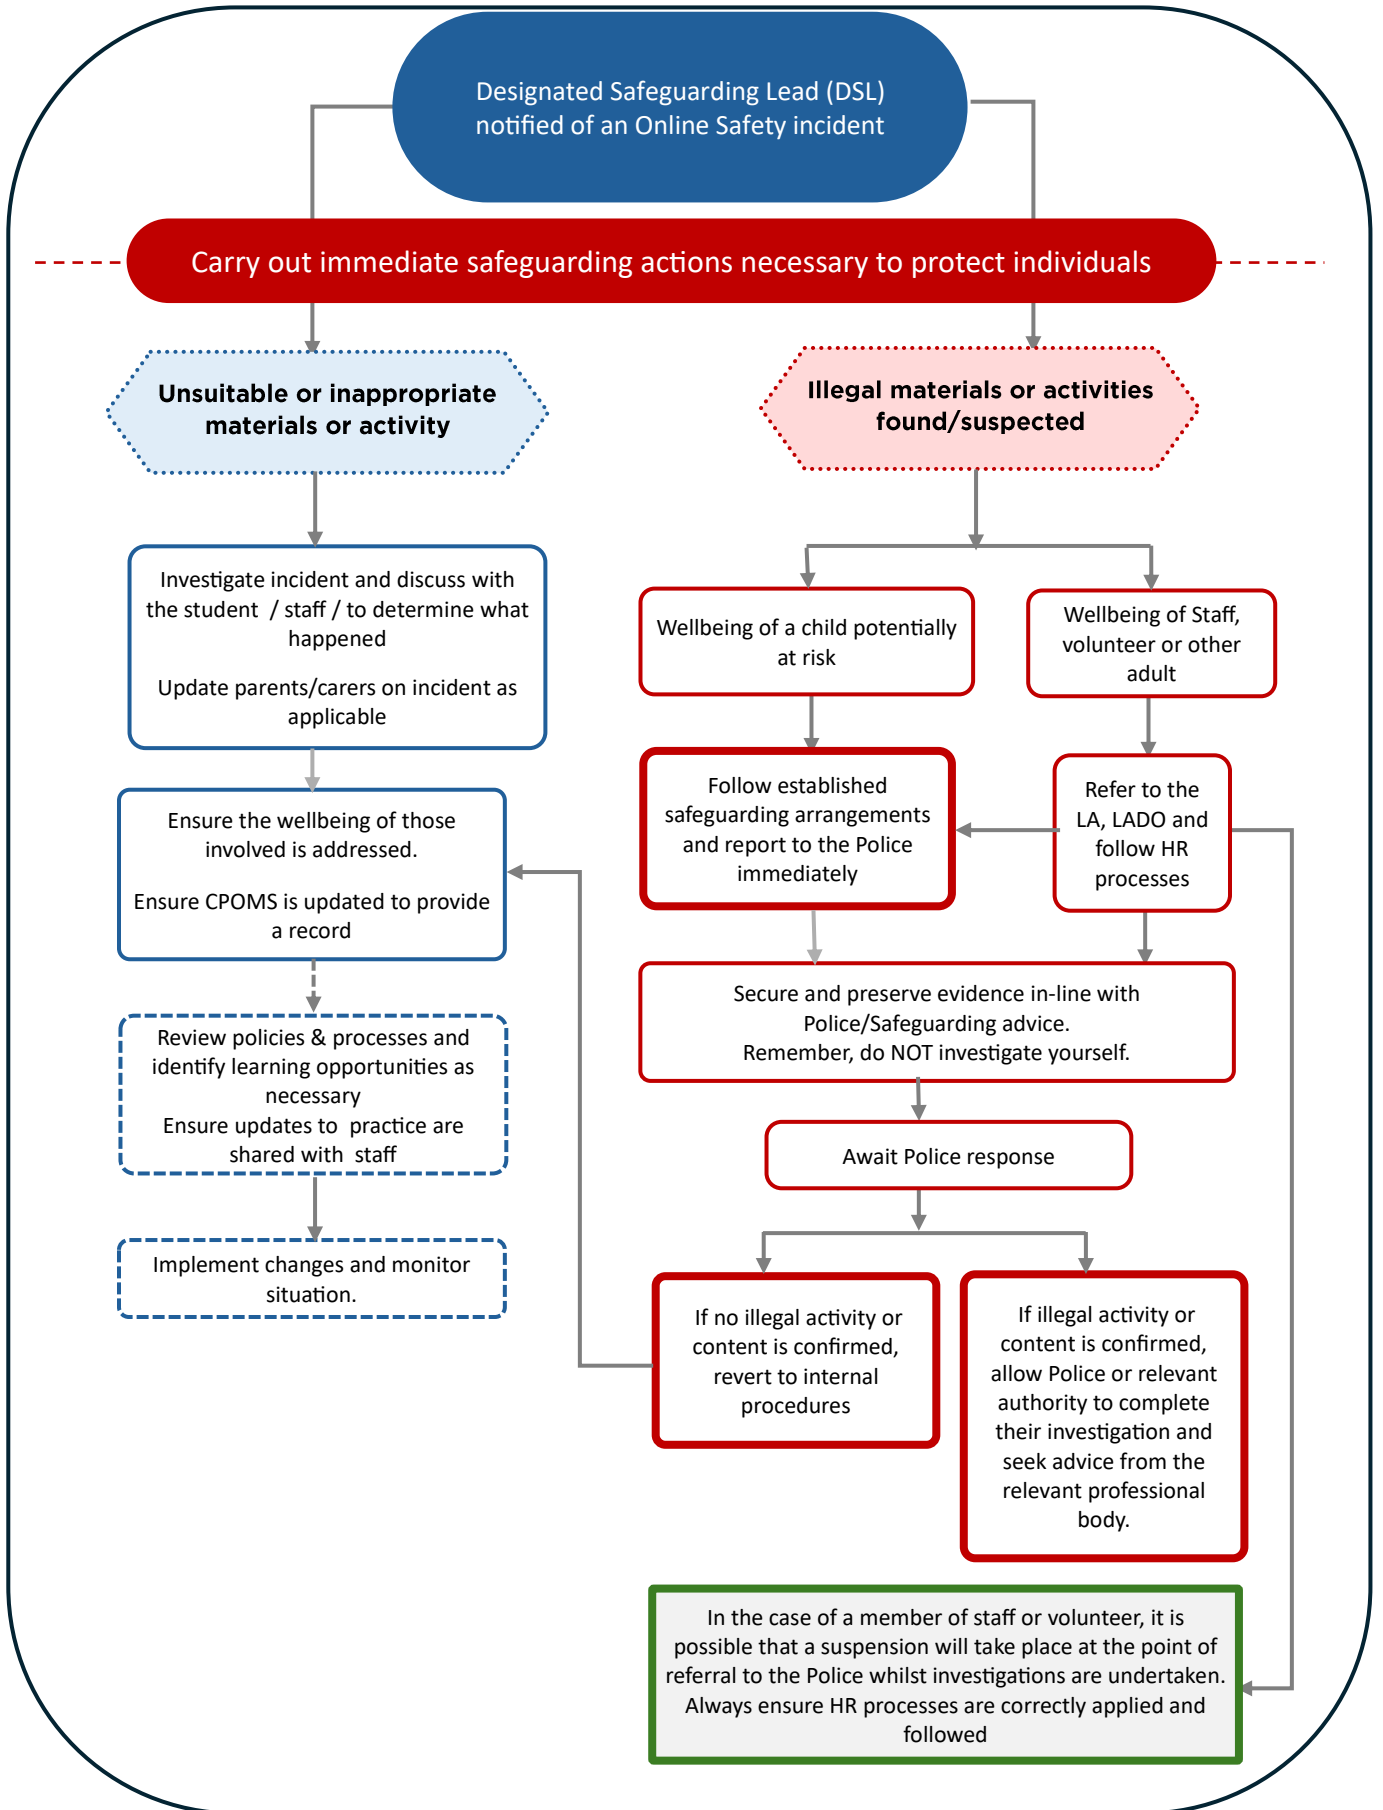 Designated Safeguarding Lead (DSL)
notified of an Online Safety incident
Carry out immediate safeguarding actions necessary to protect individuals
Unsuitable or inappropriate
materials or activity
Illegal materials or activities
found/suspected
Investigate incident and discuss with
the student / staff / to determine what
happened
Update parents/carers on incident as
applicable
Wellbeing of a child potentially
at risk
Wellbeing of Staff,
volunteer or other
adult
Ensure the wellbeing of those
involved is addressed.
Ensure CPOMS is updated to provide
a record
Follow established
safeguarding arrangements
and report to the Police
immediately
Refer to the
LA, LADO and
follow HR
processes
Secure and preserve evidence in-line with
Police/Safeguarding advice.
Remember, do NOT investigate yourself.
Review policies & processes and
identify learning opportunities as
necessary
Ensure updates to practice are
shared with staff
Await Police response
Implement changes and monitor
situation.
If no illegal activity or
content is confirmed,
revert to internal
procedures
If illegal activity or
content is confirmed,
allow Police or relevant
authority to complete
their investigation and
seek advice from the
relevant professional
body.
In the case of a member of staff or volunteer, it is
possible that a suspension will take place at the point of
referral to the Police whilst investigations are undertaken.
Always ensure HR processes are correctly applied and
followed